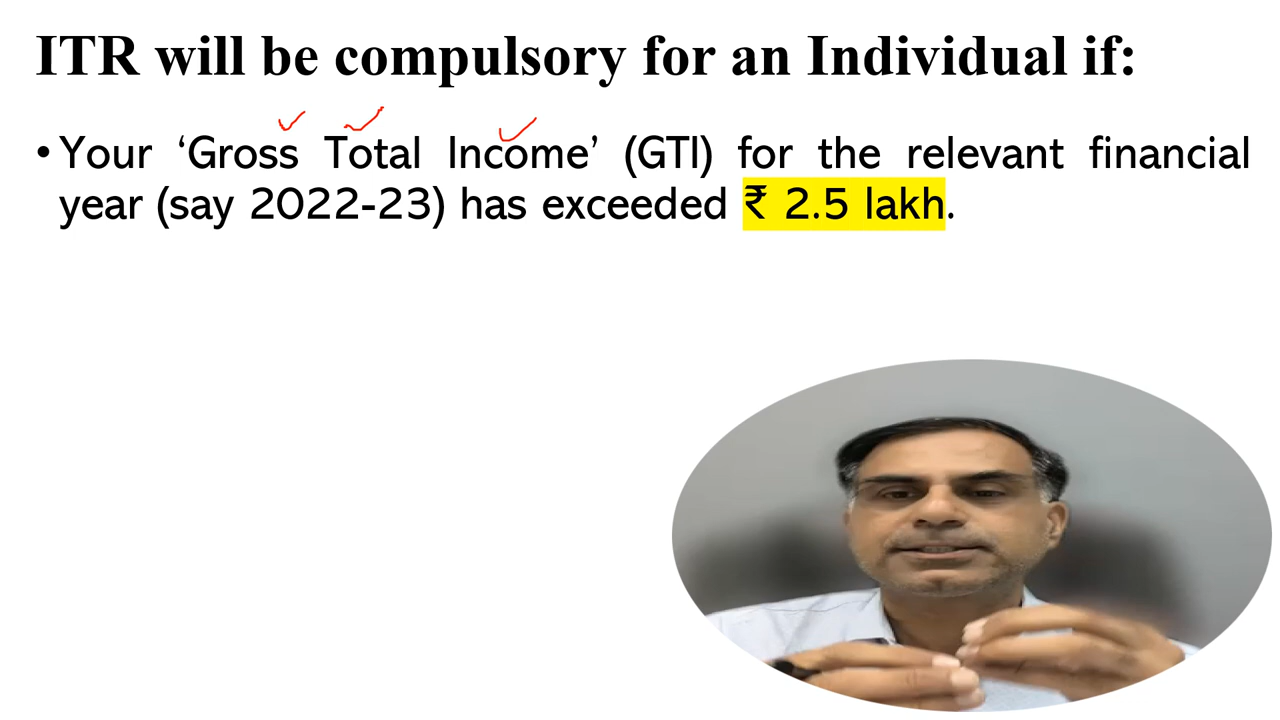 ITR will be compulsory for an Individual if:
• Your ‘Gross Total Income’ (GTI) for the relevant financial
year (say 2022-23) has exceeded ₹ 2.5 lakh.